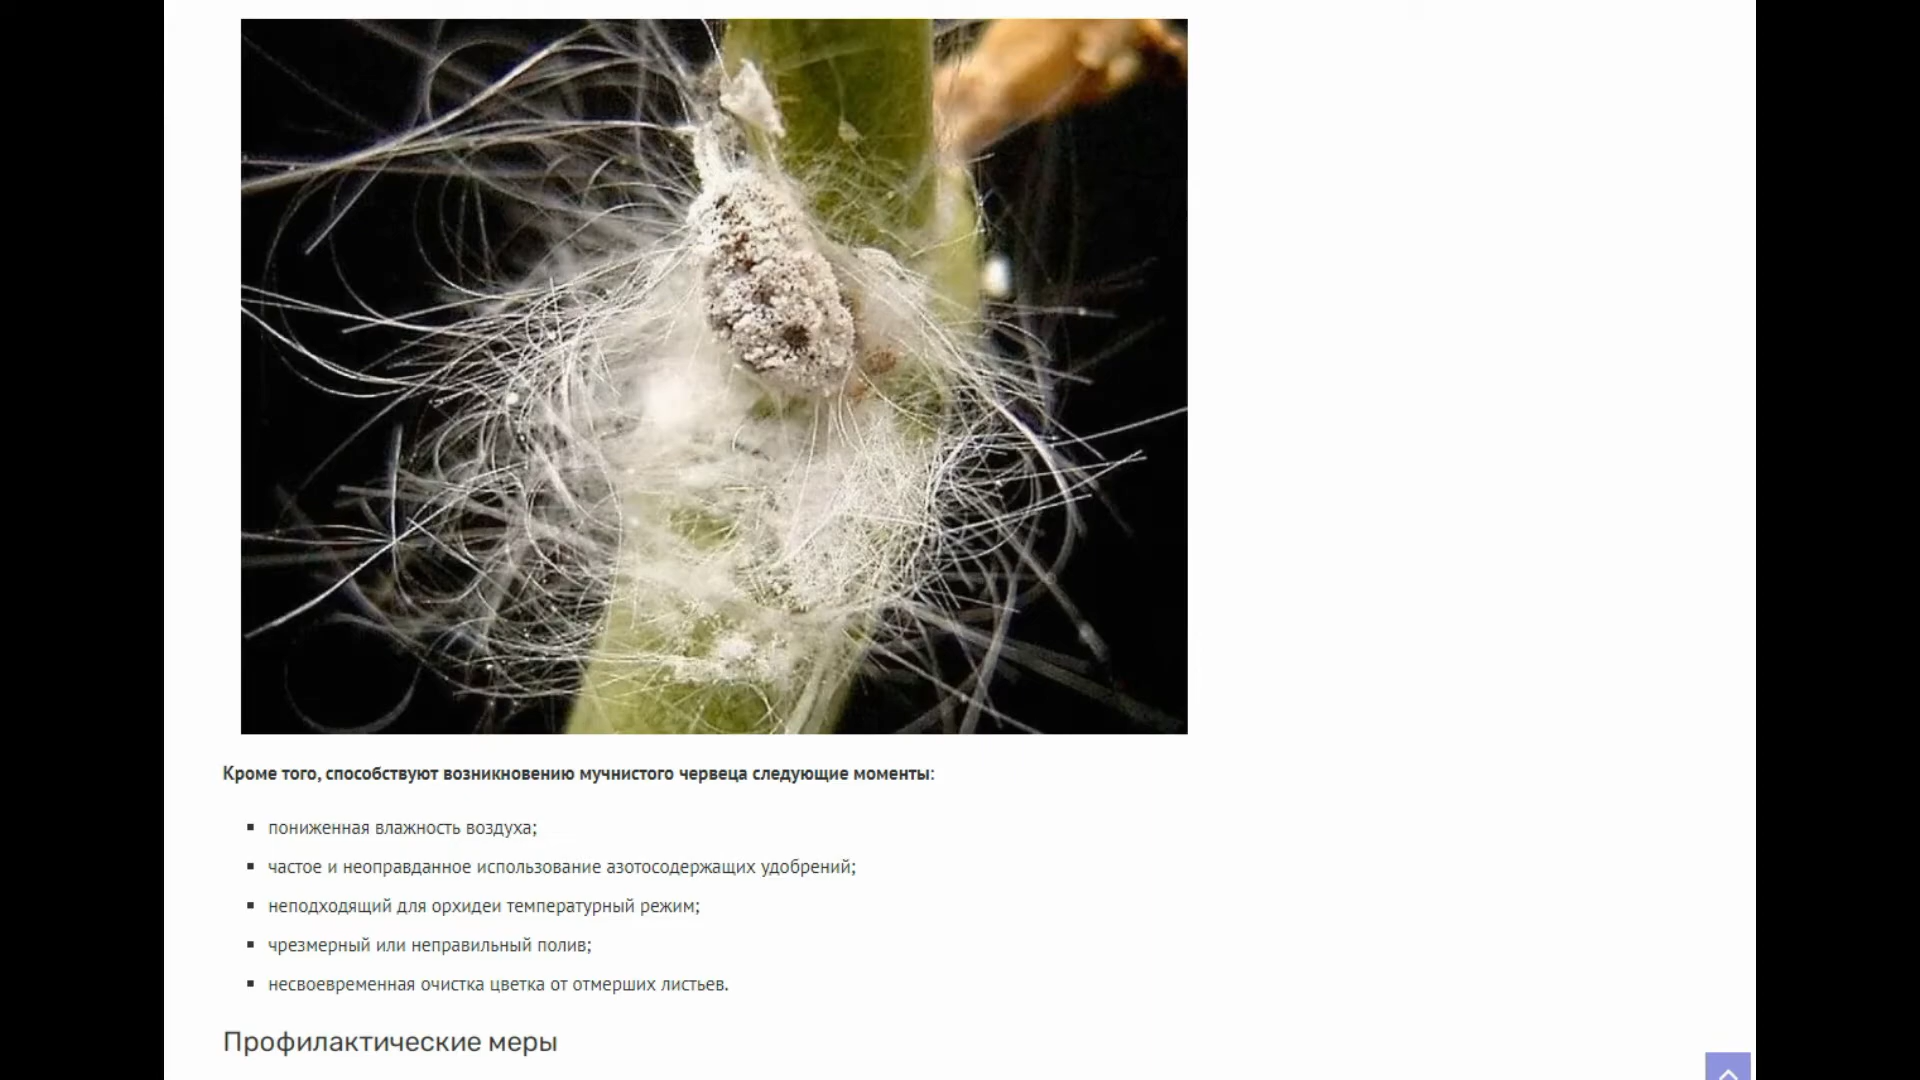 Кроме того, способствуют возникновению мучнистого червеца следующие моменты:
пониженная влажность воздуха;
частое и неоправданное использование азотосодержащих удобрений;
неподходящий для орхидеи температурный режим;
чрезмерный или неправильный полив;
несвоевременная очистка цветка от отмерших листьев.
Профилактические меры